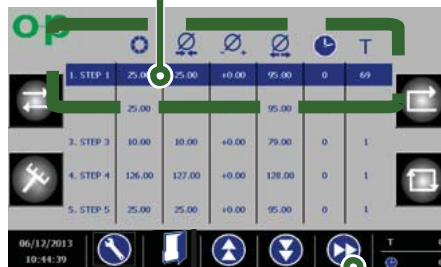 op
T
1. STEP 1 25.00 25.00 +0.00 95.00 0 69
25.00 95.00
3. STEP 3 10.00 10.00 +0.00 79.00 0 1
4. STEP 4 126.00 127.00 +0.00 128.00 0 1
5. STEP 5 25.00 25.00 +0.00 95.00 0 1
06/12/2013 T
10:44:39